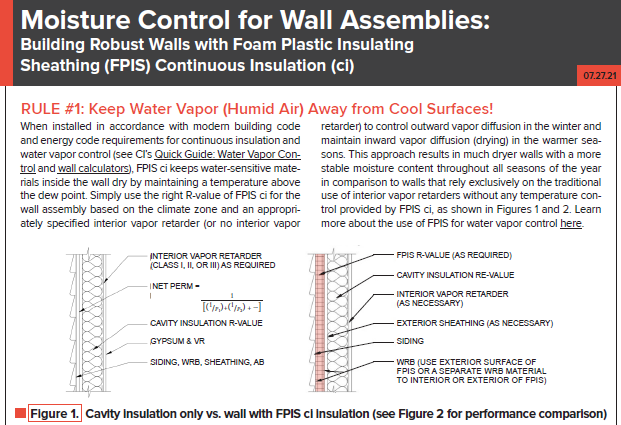 Moisture Control for Wall Assemblies:
Building Robust Walls with Foam Plastic Insulating
Sheathing (FPIS) Continuous Insulation (ci)
07.27.21
RULE #1: Keep Water Vapor (Humid Air) Away from Cool Surfaces!
When installed in accordance with modern building code
and energy code requirements for continuous insulation and
water vapor control (see CI's Quick Guide: Water Vapor Con-
trol and wall calculators), FPIS ci keeps water-sensitive mate-
rials inside the wall dry by maintaining a temperature above
the dew point. Simply use the right R-value of FPIS ci for the
wall assembly based on the climate zone and an appropri-
ately specified interior vapor retarder (or no interior vapor
retarder) to control outward vapor diffusion in the winter and
maintain inward vapor diffusion (drying) in the warmer sea-
sons. This approach results in much dryer walls with a more
stable moisture content throughout all seasons of the year
in comparison to walls that rely exclusively on the traditional
use of interior vapor retarders without any temperature con-
trol provided by FPIS ci, as shown in Figures 1 and 2. Learn
more about the use of FPIS for water vapor control here.
INTERIOR VAPOR RETARDER
(CLASS I, II, OR III) AS REQUIRED
NET PERM =
1
[(1/P1)+(1/P2)+...]
CAVITY INSULATION R-VALUE
GYPSUM & VR
SIDING, WRB, SHEATHING, AB
FPIS R-VALUE (AS REQUIRED)
CAVITY INSULATION RE-VALUE
INTERIOR VAPOR RETARDER
(AS NECESSARY)
EXTERIOR SHEATHING (AS NECESSARY)
SIDING
WRB (USE EXTERIOR SURFACE OF
FPIS OR A SEPARATE WRB MATERIAL
TO INTERIOR OR EXTERIOR OF FPIS)
Figure 1. Cavity insulation only vs. wall with FPIS ci insulation (see Figure 2 for performance comparison)